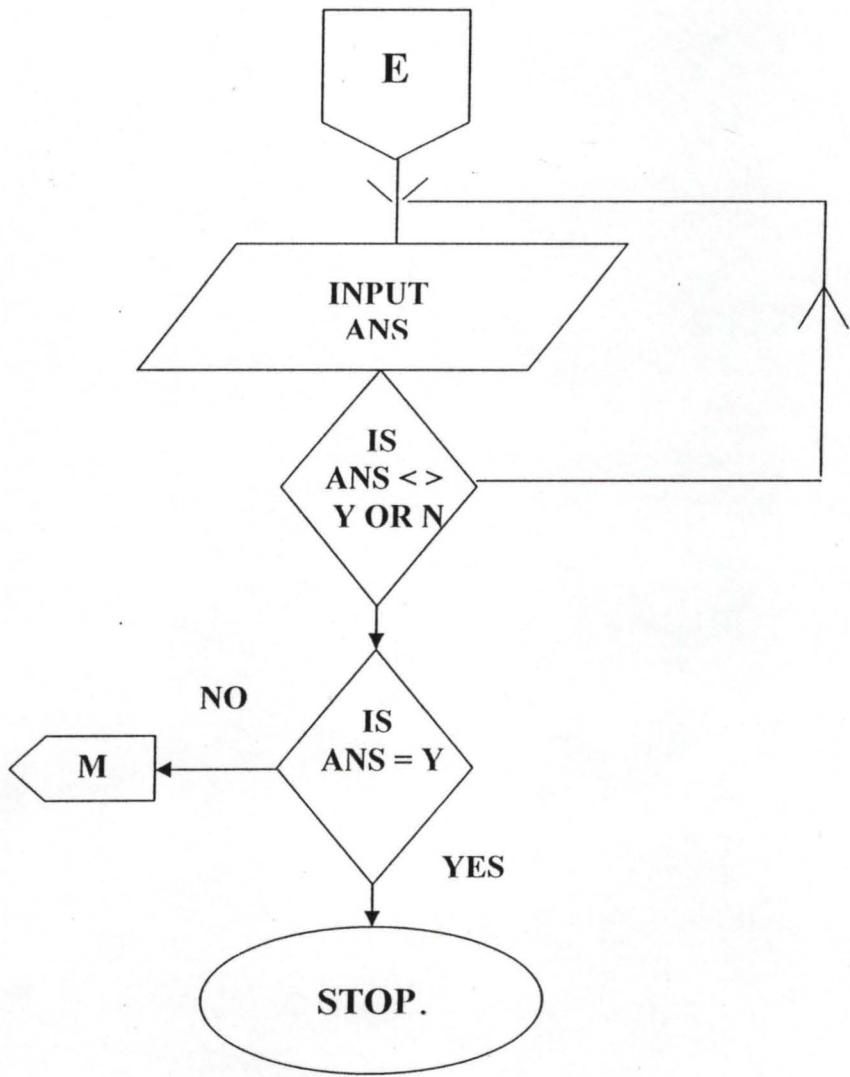 E
INPUT
ANS
IS
ANS < >
Y OR N
NO
IS
ANS = Y
M
YES
STOP.